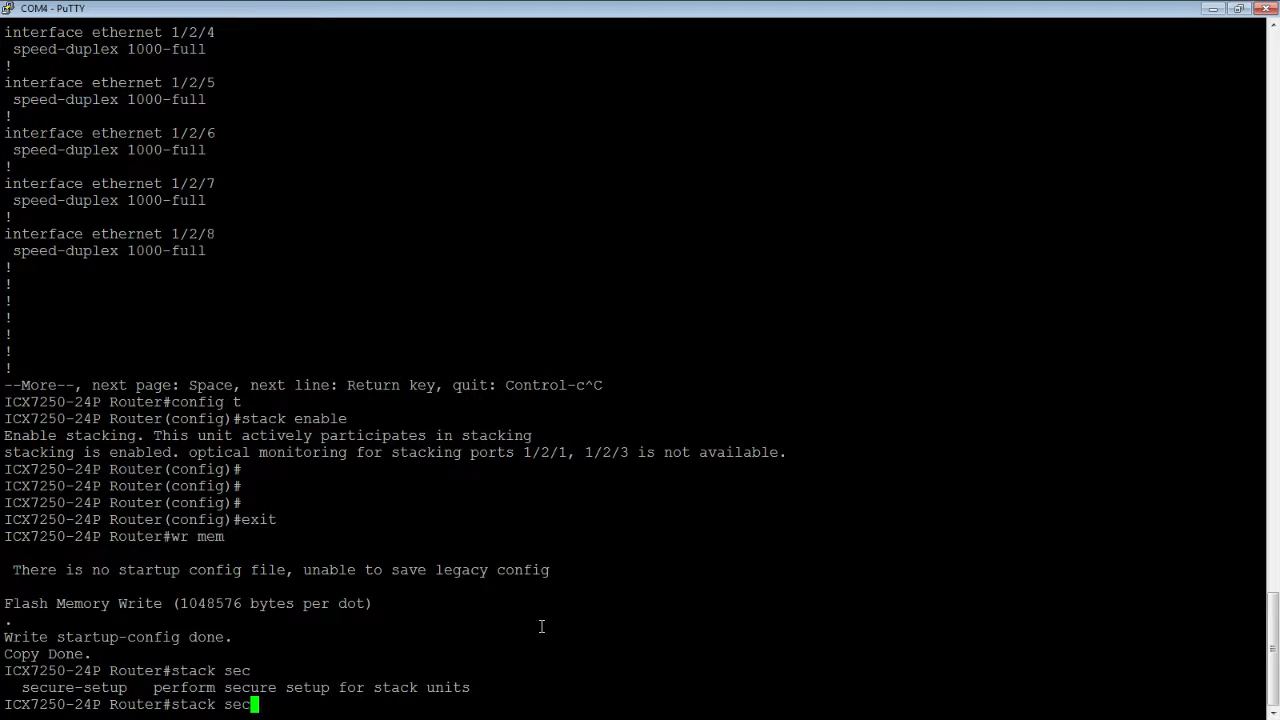 COM4 - PuTTY
interface ethernet 1/2/4
 speed-duplex 1000-full
!
interface ethernet 1/2/5
 speed-duplex 1000-full
!
interface ethernet 1/2/6
 speed-duplex 1000-full
!
interface ethernet 1/2/7
 speed-duplex 1000-full
!
interface ethernet 1/2/8
 speed-duplex 1000-full
!
!
!
!
!
!
!
--More--, next page: Space, next line: Return key, quit: Control-c^C
ICX7250-24P Router#config t
ICX7250-24P Router(config)#stack enable
Enable stacking. This unit actively participates in stacking
stacking is enabled. optical monitoring for stacking ports 1/2/1, 1/2/3 is not available.
ICX7250-24P Router(config)#
ICX7250-24P Router(config)#
ICX7250-24P Router(config)#
ICX7250-24P Router(config)#exit
ICX7250-24P Router#wr mem
 There is no startup config file, unable to save legacy config
Flash Memory Write (1048576 bytes per dot)
.
Write startup-config done.
Copy Done.
ICX7250-24P Router#stack sec
  secure-setup   perform secure setup for stack units
ICX7250-24P Router#stack sec